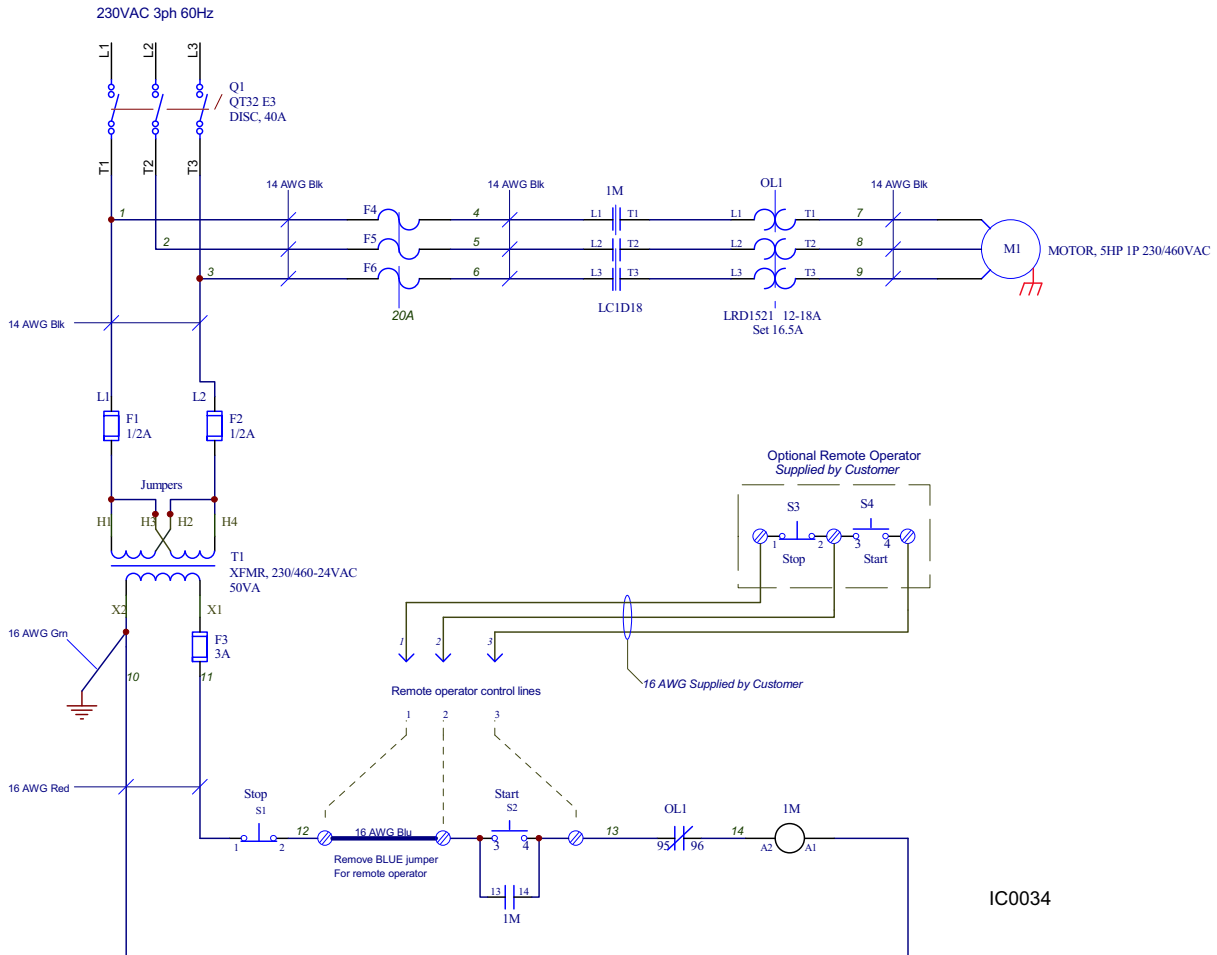 230VAC 3ph 60Hz
L1
L2
L3
Q1
QT32 E3
DISC, 40A
T1
T2
T3
14 AWG Blk
14 AWG Blk
1M
OL1
14 AWG Blk
1
F4
4
L1
T1
L1
T1
7
2
F5
5
L2
T2
L2
T2
8
M1
MOTOR, 5HP 1P 230/460VAC
3
F6
6
L3
T3
L3
T3
9
20A
LC1D18
LRD1521 12-18A
Set 16.5A
14 AWG Blk
L1
L2
F1
1/2A
F2
1/2A
Jumpers
H1
H3
H2
H4
T1
XFMR, 230/460-24VAC
50VA
X2
X1
16 AWG Grn
F3
3A
10
11
Optional Remote Operator
Supplied by Customer
S3
S4
1
2
3
4
Stop
Start
1
2
3
16 AWG Supplied by Customer
Remote operator control lines
1
2
3
16 AWG Red
Stop
S1
1
2
12
16 AWG Blu
Remove BLUE jumper
For remote operator
Start
S2
3
4
13
14
1M
13
OL1
95
96
14
1M
A2
A1
IC0034